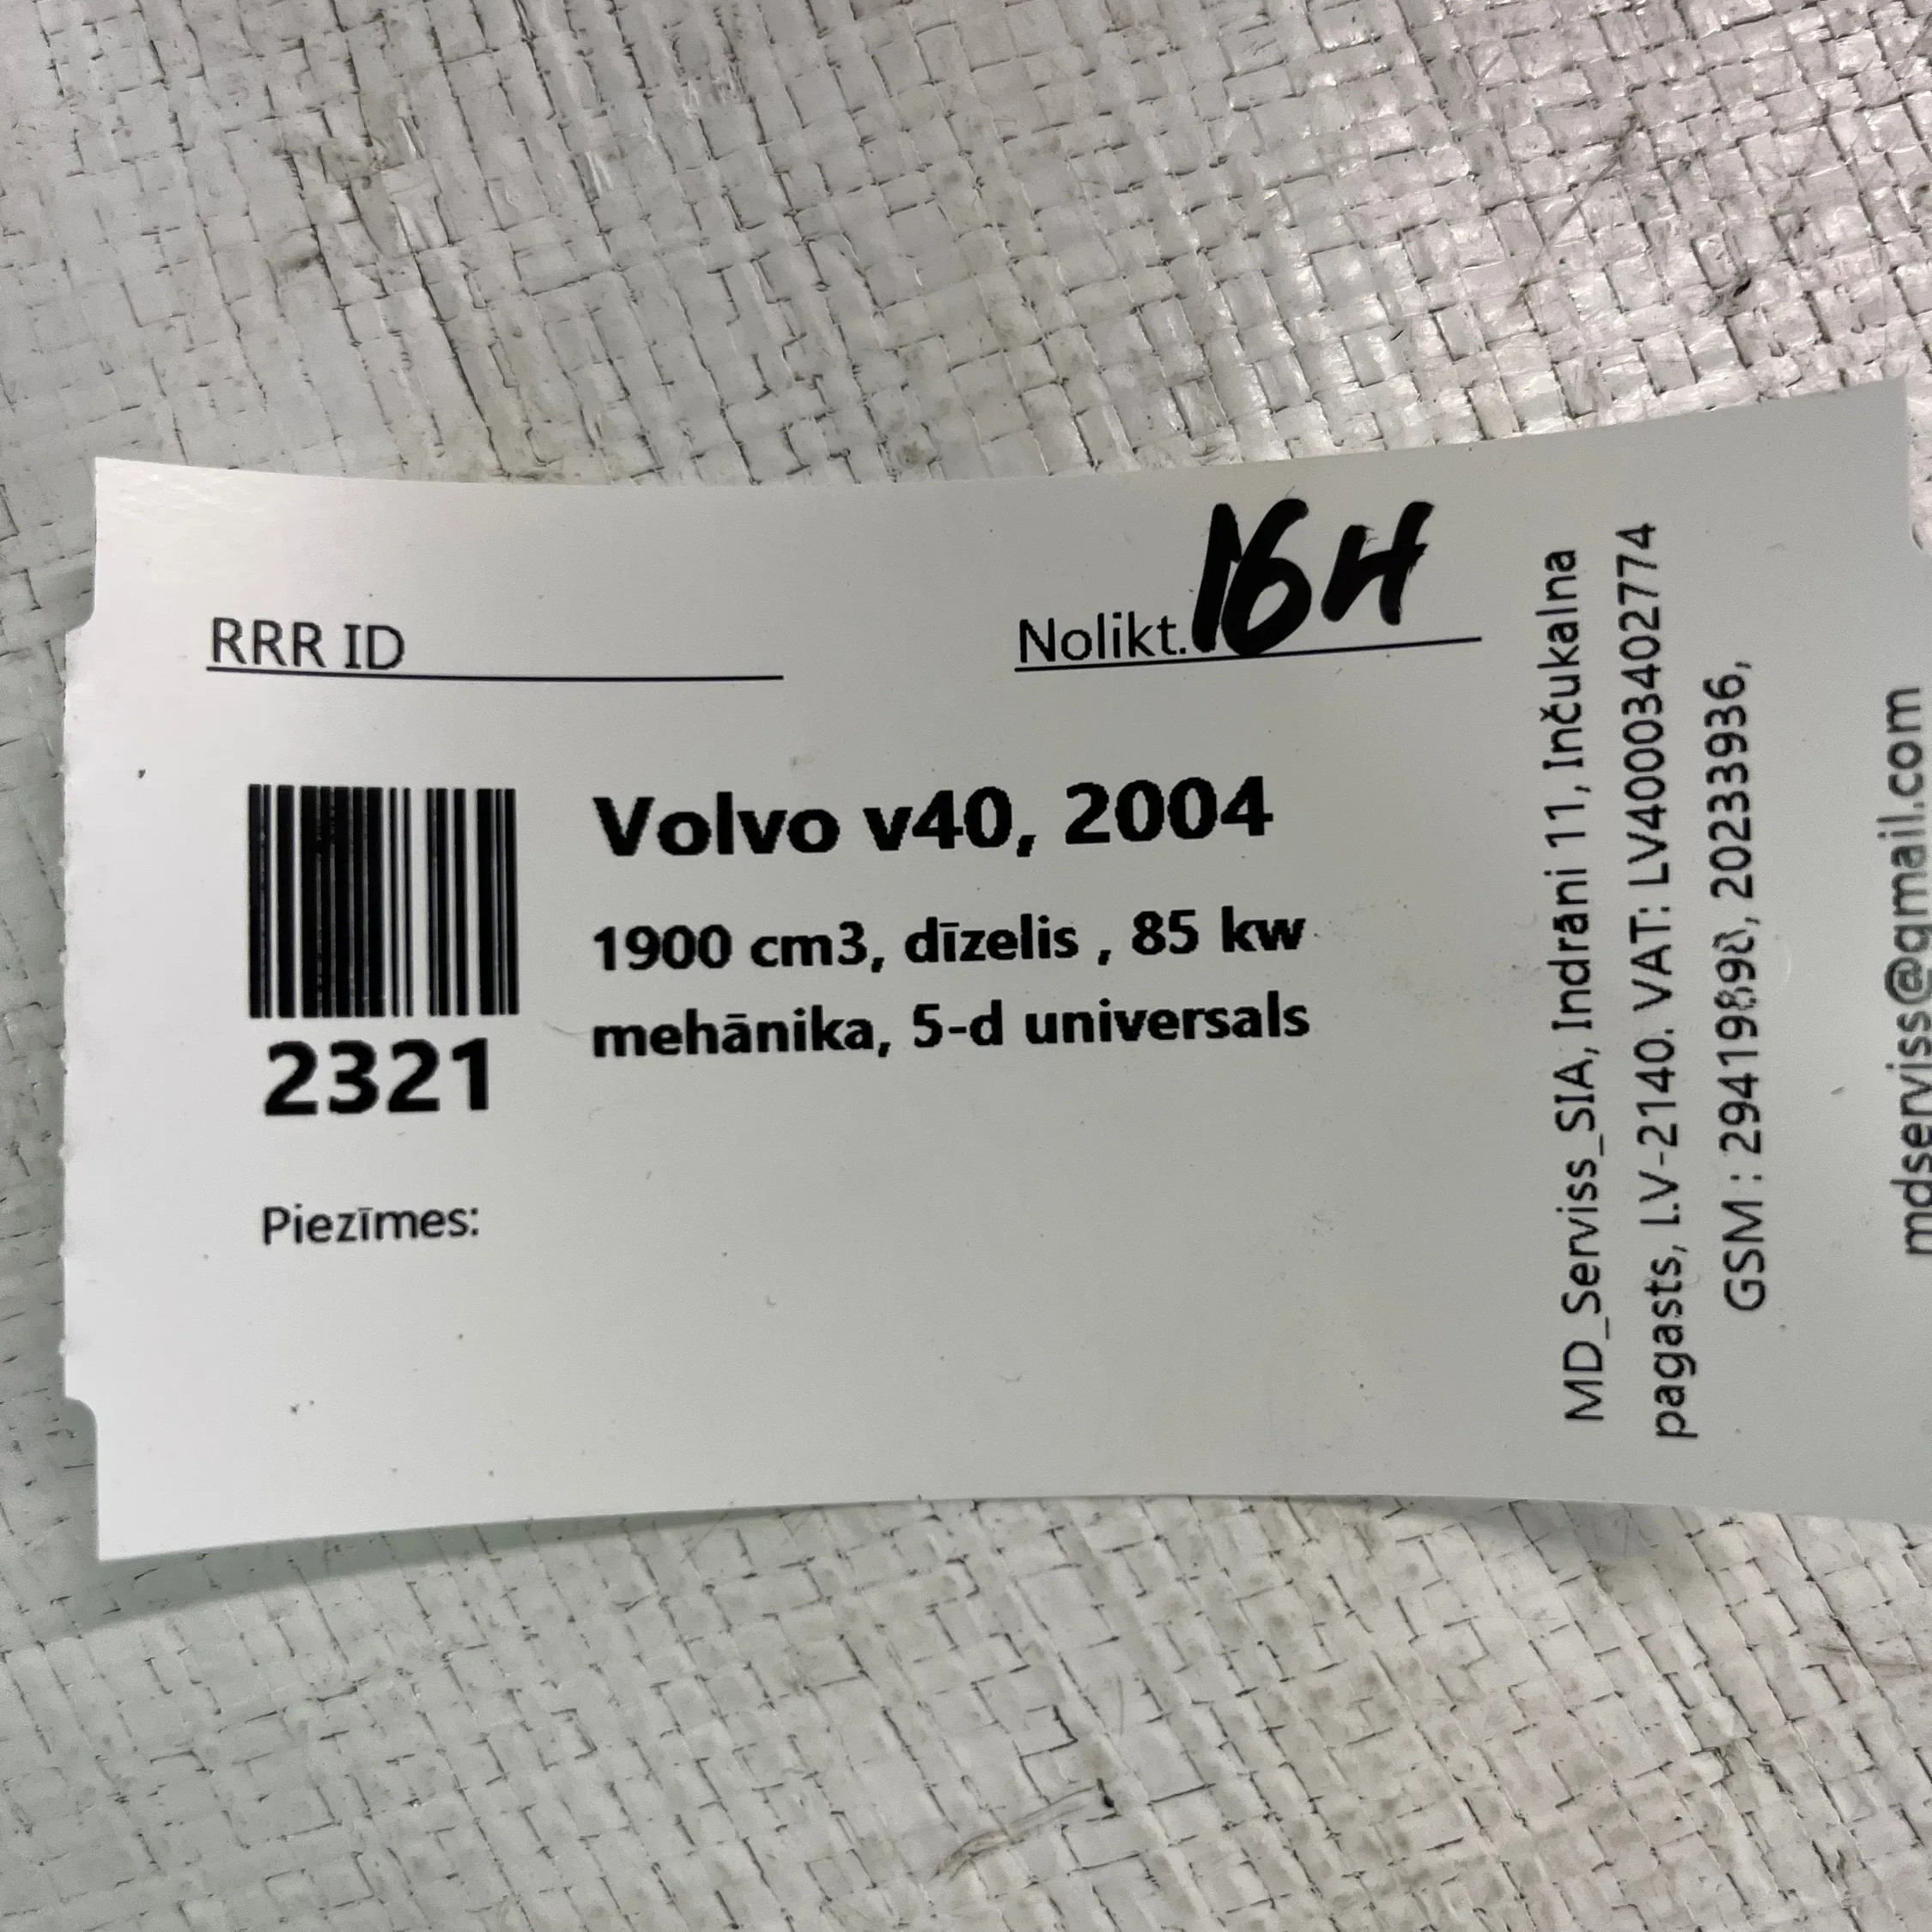 RRR ID
Nolikt. 16H
Volvo v40, 2004
1900 cm3, dīzelis , 85 kw
mehānika, 5-d universals
2321
Piezīmes:
MD_Serviss_SIA, Indrāni 11, Inčukalna
pagasts, LV-2140. VAT: LV40003402774
GSM : 29419898, 20233936,
mdserviss@gmail.com